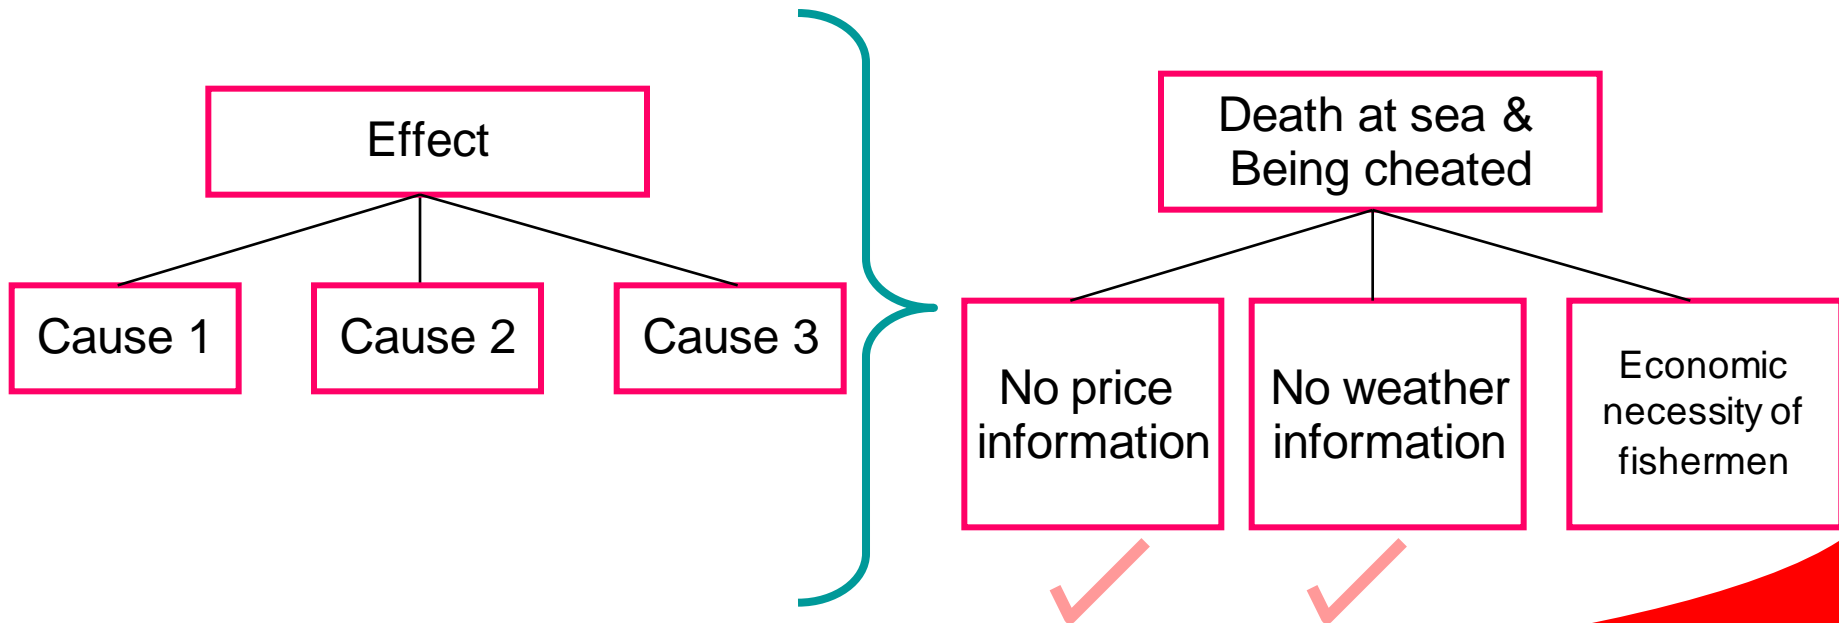 Effect
Cause 1
Cause 2
Cause 3
Death at sea &
Being cheated
No price
information
No weather
information
Economic
necessity of
fishermen